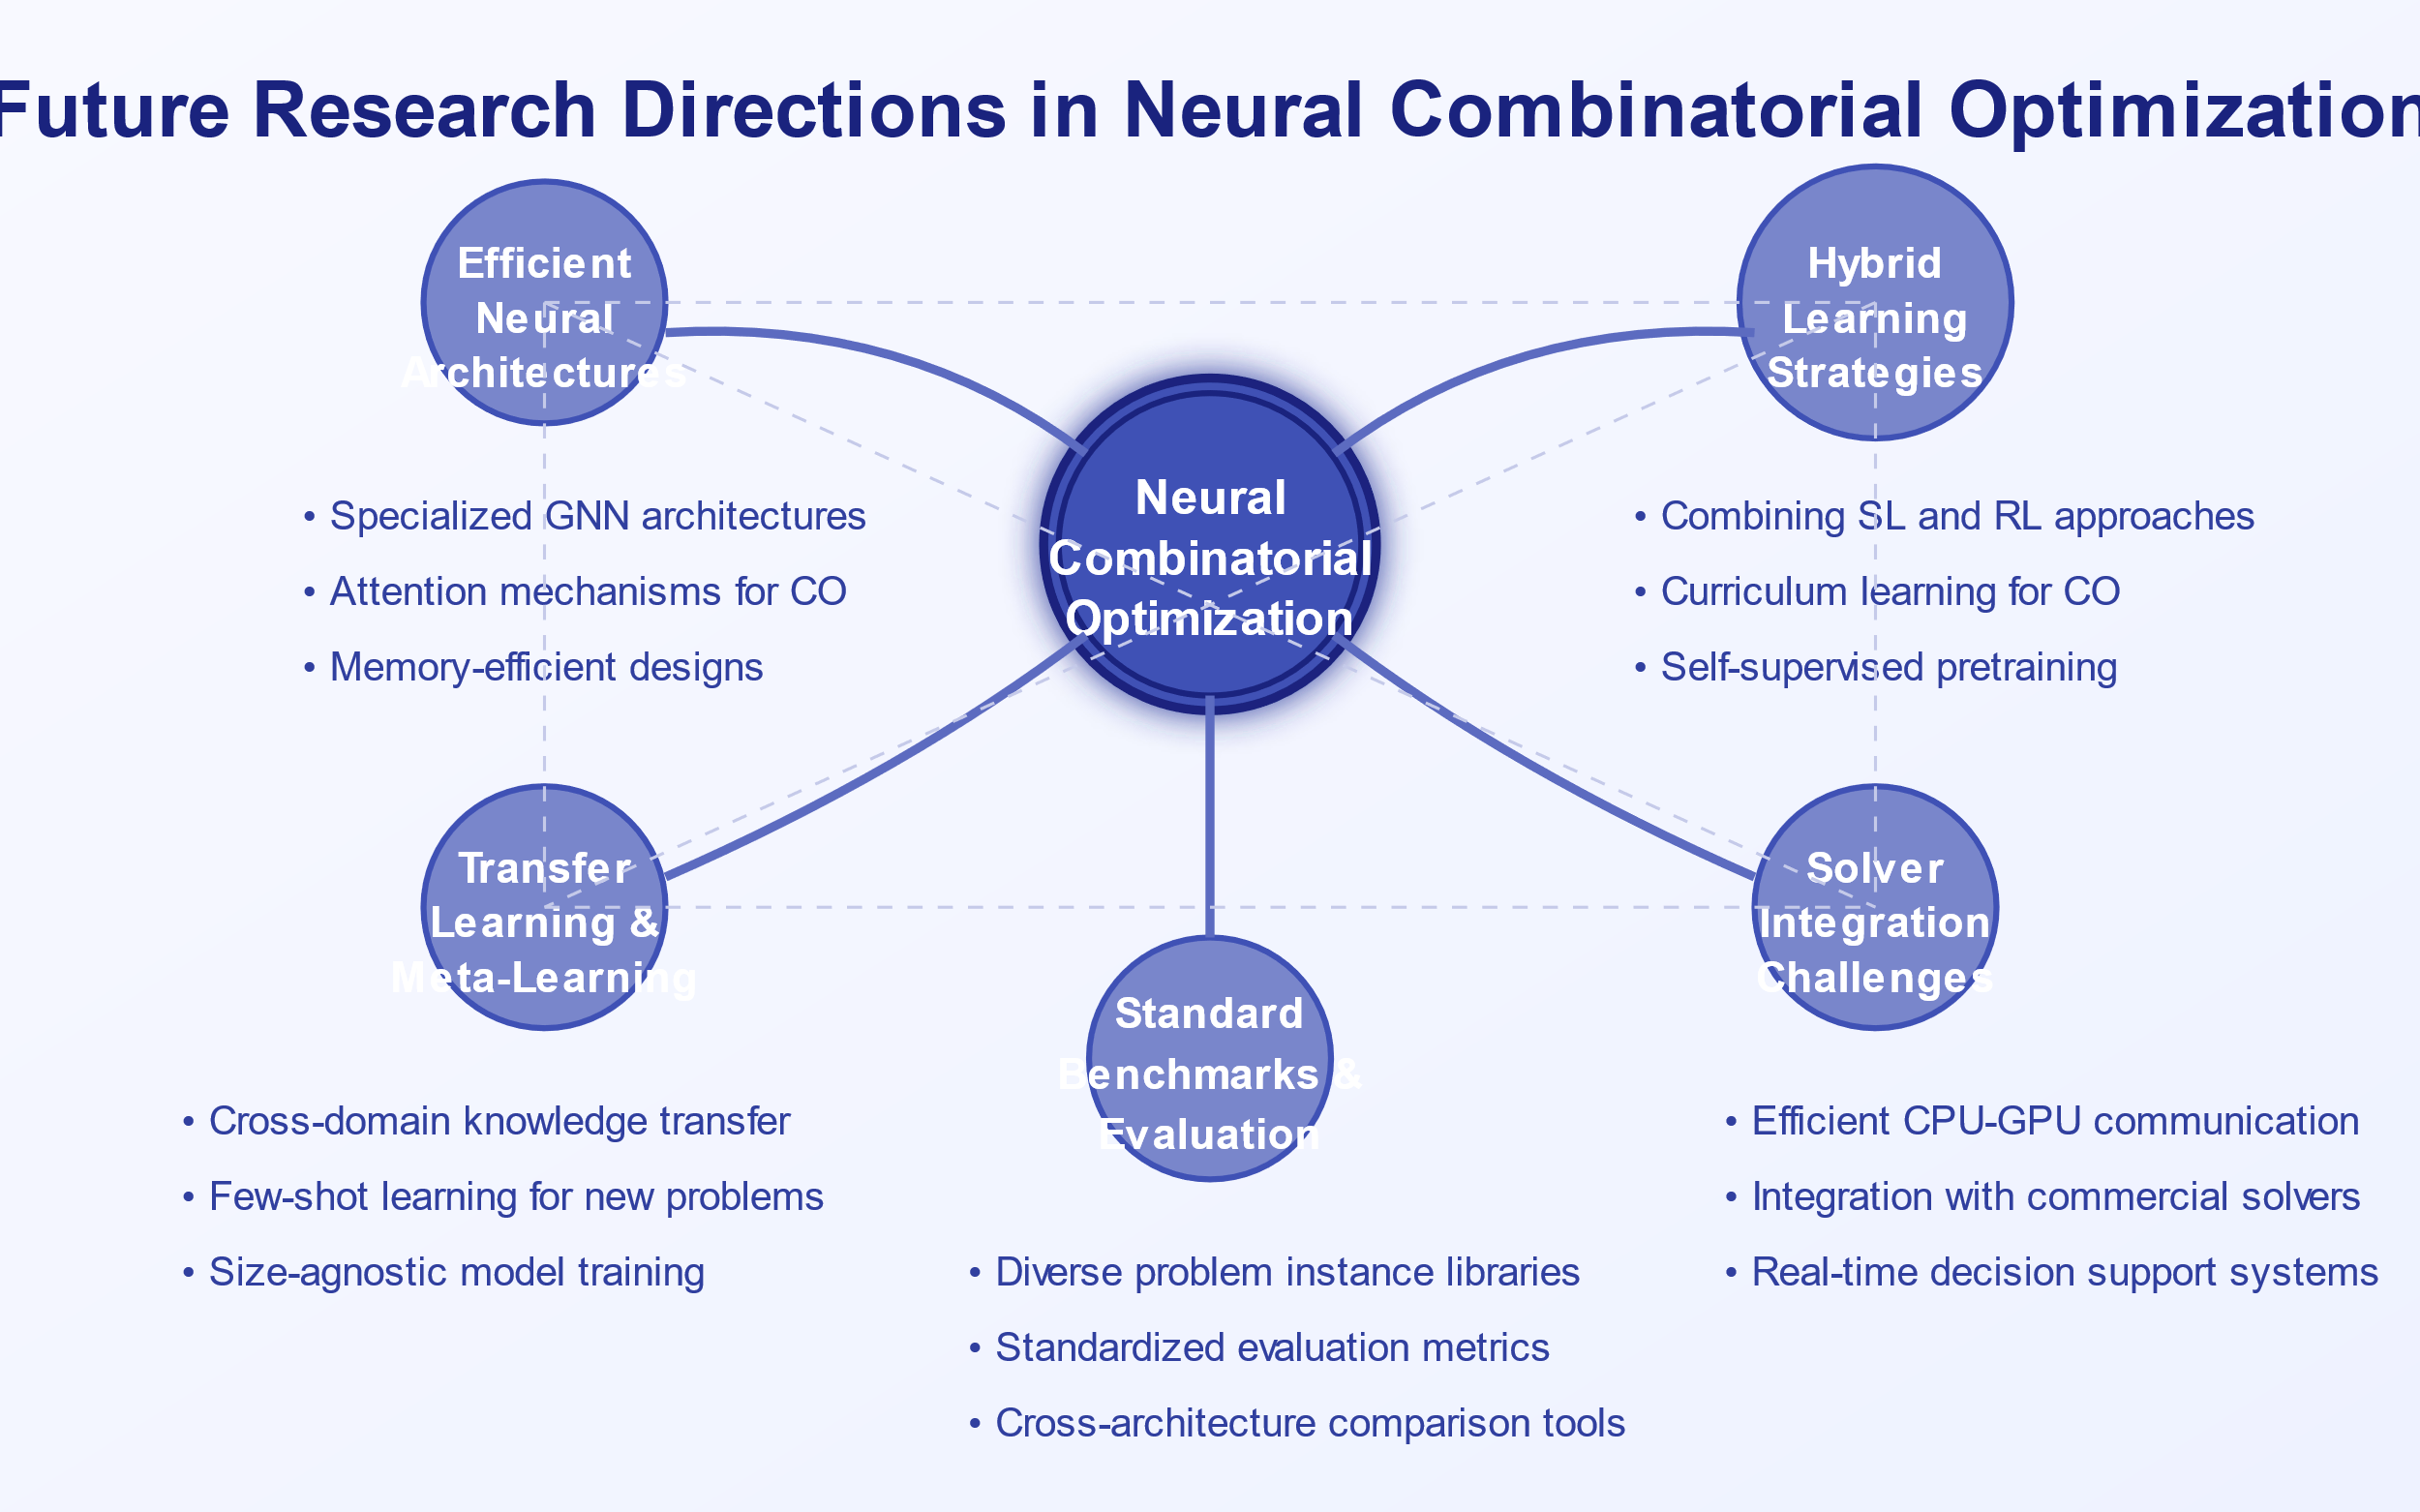 Future Research Directions in Neural Combinatorial Optimization
Efficient
Neural
Architectures
• Specialized GNN architectures
• Attention mechanisms for CO
• Memory-efficient designs
Hybrid
Learning
Strategies
• Combining SL and RL approaches
• Curriculum learning for CO
• Self-supervised pretraining
Neural
Combinatorial
Optimization
Transfer
Learning &
Meta-Learning
• Cross-domain knowledge transfer
• Few-shot learning for new problems
• Size-agnostic model training
Standard
Benchmarks &
Evaluation
• Diverse problem instance libraries
• Standardized evaluation metrics
• Cross-architecture comparison tools
Solver
Integration
Challenges
• Efficient CPU-GPU communication
• Integration with commercial solvers
• Real-time decision support systems